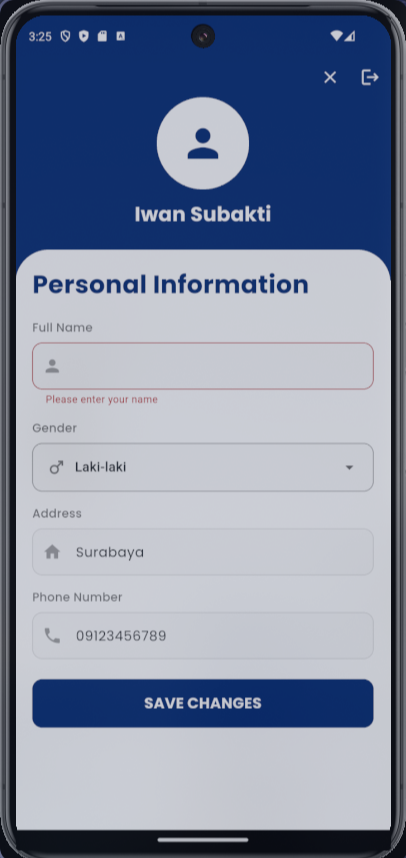 3:25
Iwan Subakti
Personal Information
Full Name
Please enter your name
Gender
Laki-laki
Address
Surabaya
Phone Number
09123456789
SAVE CHANGES